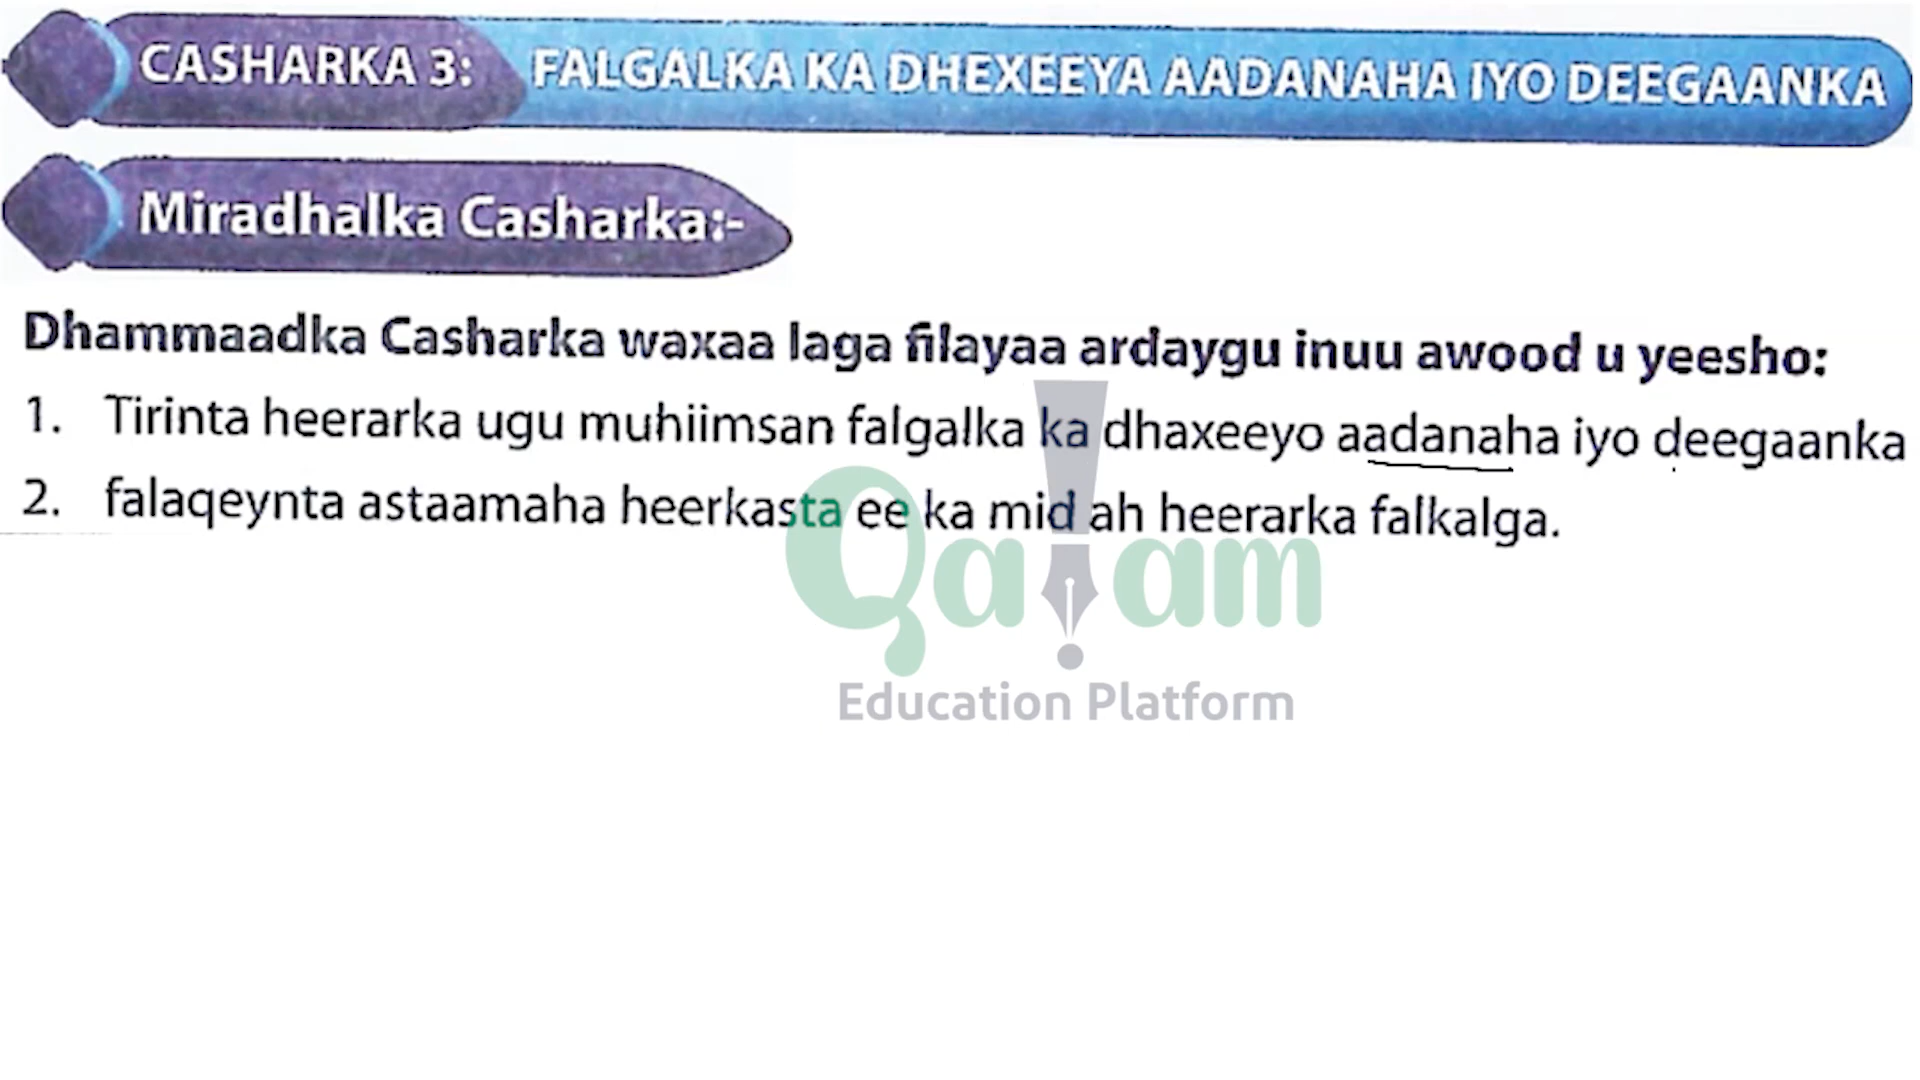 CASHARKA 3: FALGALKA KA DHEXEEYA AADANAHA IYO DEEGAANKA
Miradhalka Casharka:-
Dhammaadka Casharka waxaa laga filayaa ardaygu inuu awood u yeesho:
1. Tirinta heerarka ugu muhiimsan falgalka ka dhaxeeyo aadanaha iyo deegaanka
2. falaqeynta astaamaha heerkasta ee ka mid ah heerarka falkalga.
Qalam
Education Platform